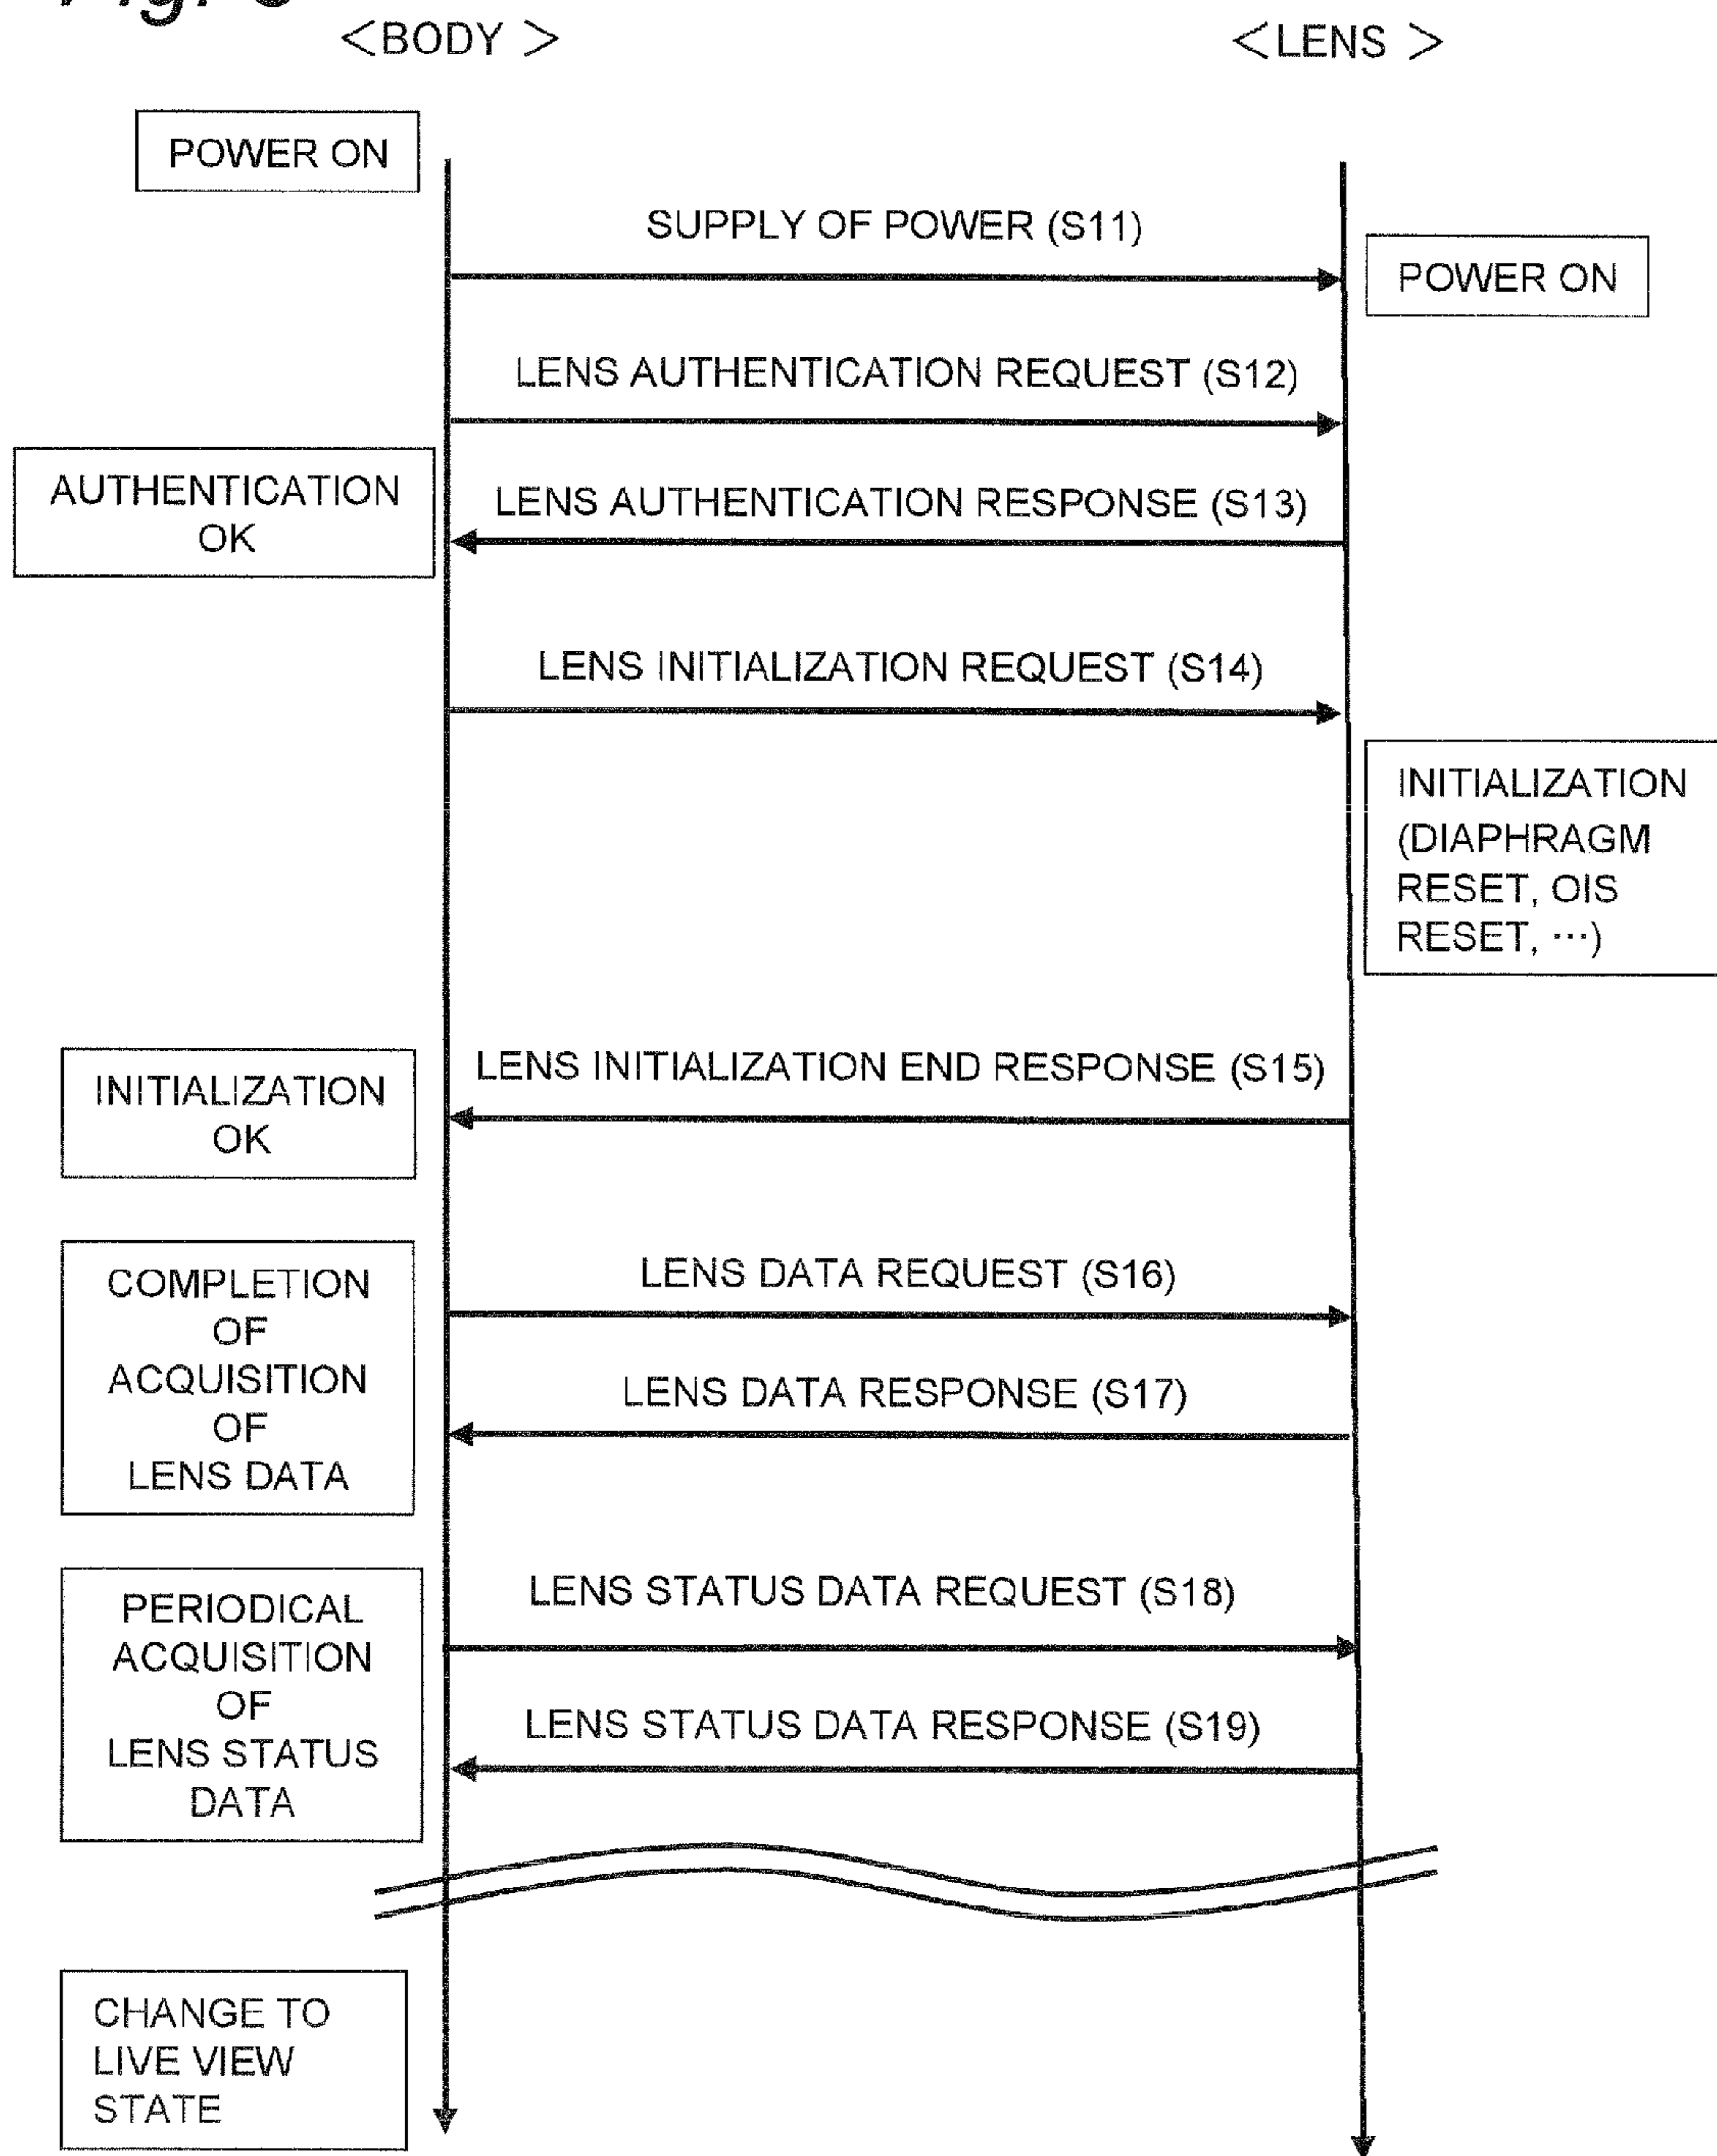 <BODY >
<LENS >
POWER ON
SUPPLY OF POWER (S11)
POWER ON
LENS AUTHENTICATION REQUEST (S12)
AUTHENTICATION
OK
LENS AUTHENTICATION RESPONSE (S13)
LENS INITIALIZATION REQUEST (S14)
INITIALIZATION
(DIAPHRAGM
RESET, OIS
RESET, ···)
INITIALIZATION
OK
LENS INITIALIZATION END RESPONSE (S15)
COMPLETION
OF
ACQUISITION
OF
LENS DATA
LENS DATA REQUEST (S16)
LENS DATA RESPONSE (S17)
PERIODICAL
ACQUISITION
OF
LENS STATUS
DATA
LENS STATUS DATA REQUEST (S18)
LENS STATUS DATA RESPONSE (S19)
CHANGE TO
LIVE VIEW
STATE